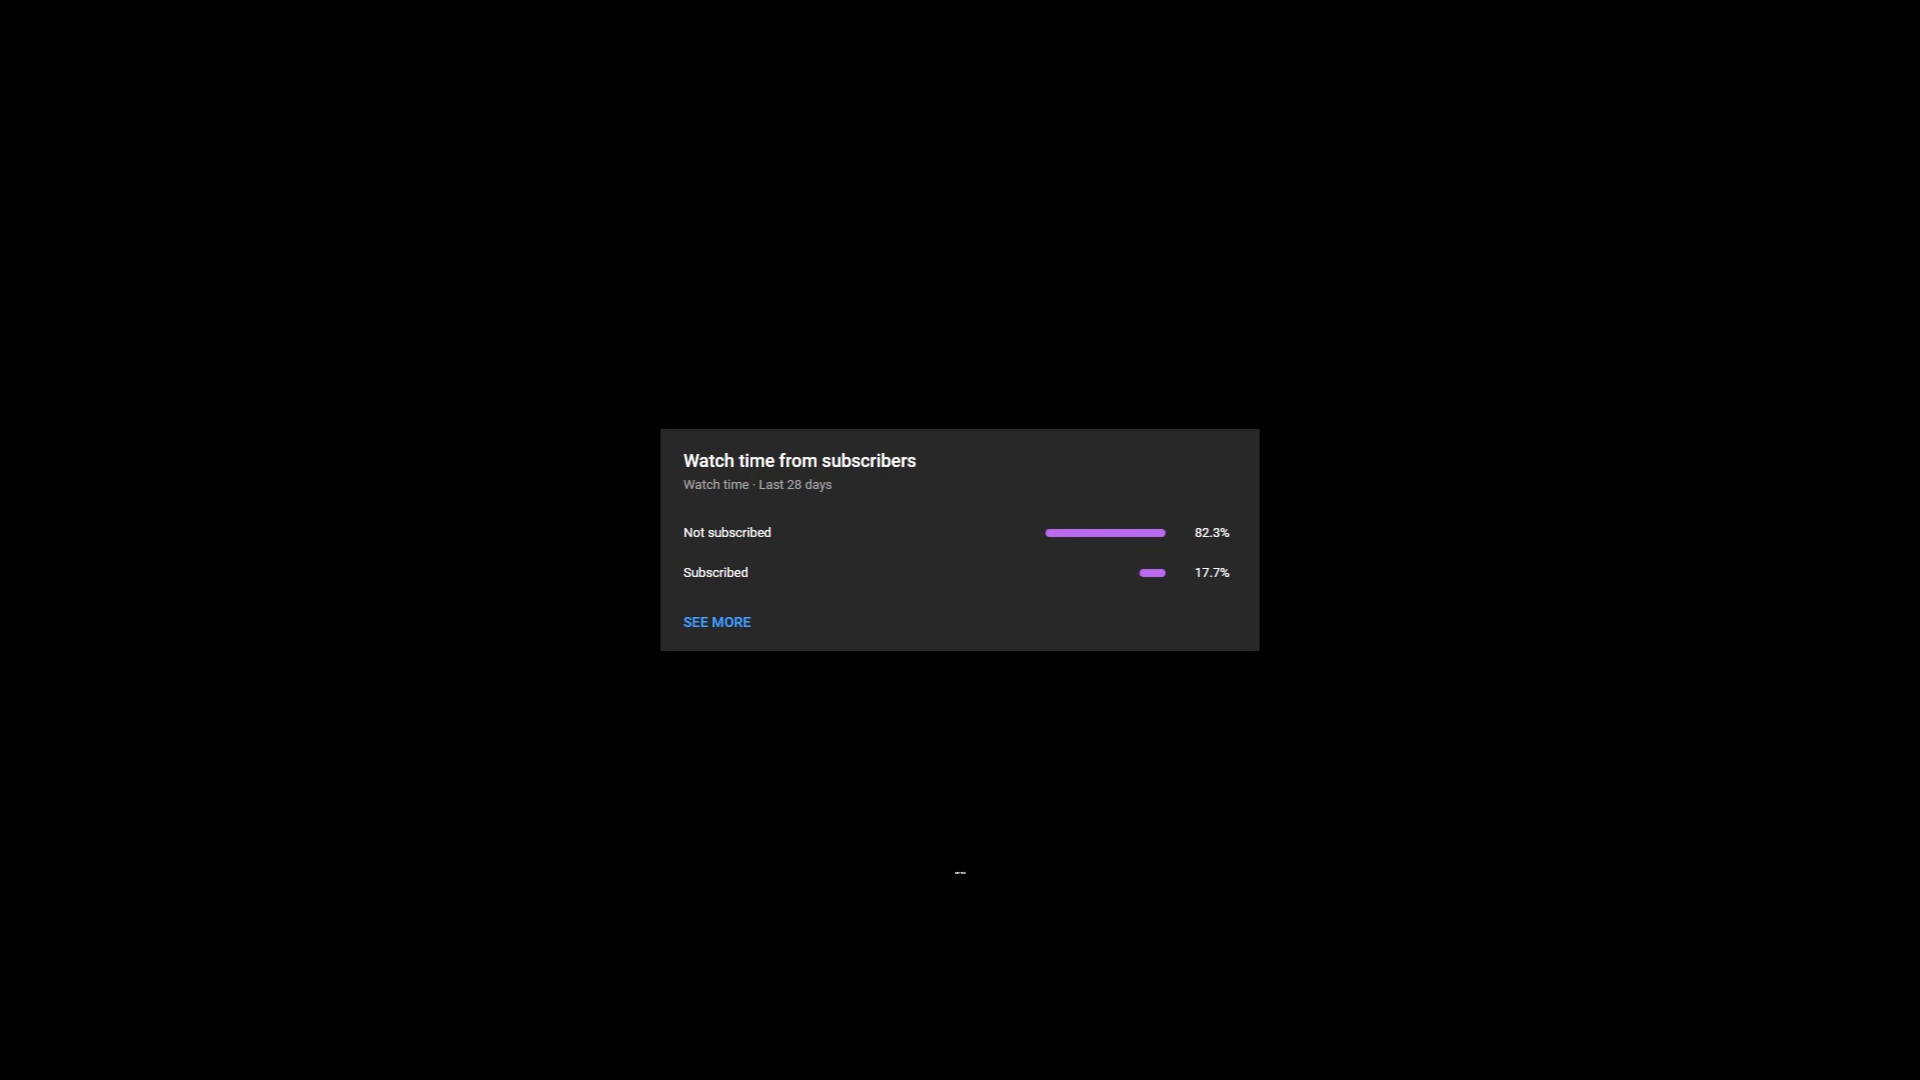 Watch time from subscribers
Watch time · Last 28 days
Not subscribed 82.3%
Subscribed 17.7%
SEE MORE